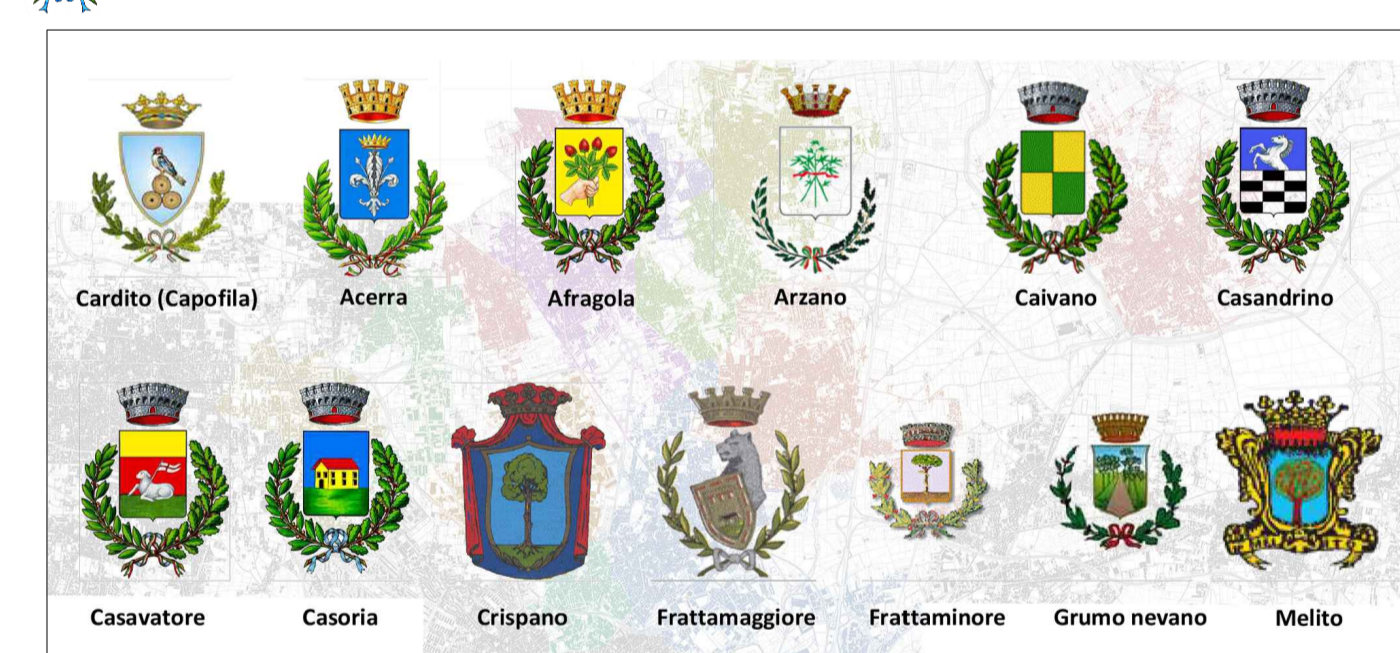 Cardito (Capofila) Acerra Afragola Arzano Caivano Casandrino
Casavatore Casoria Crispano Frattamaggiore Frattaminore Grumo nevano Melito